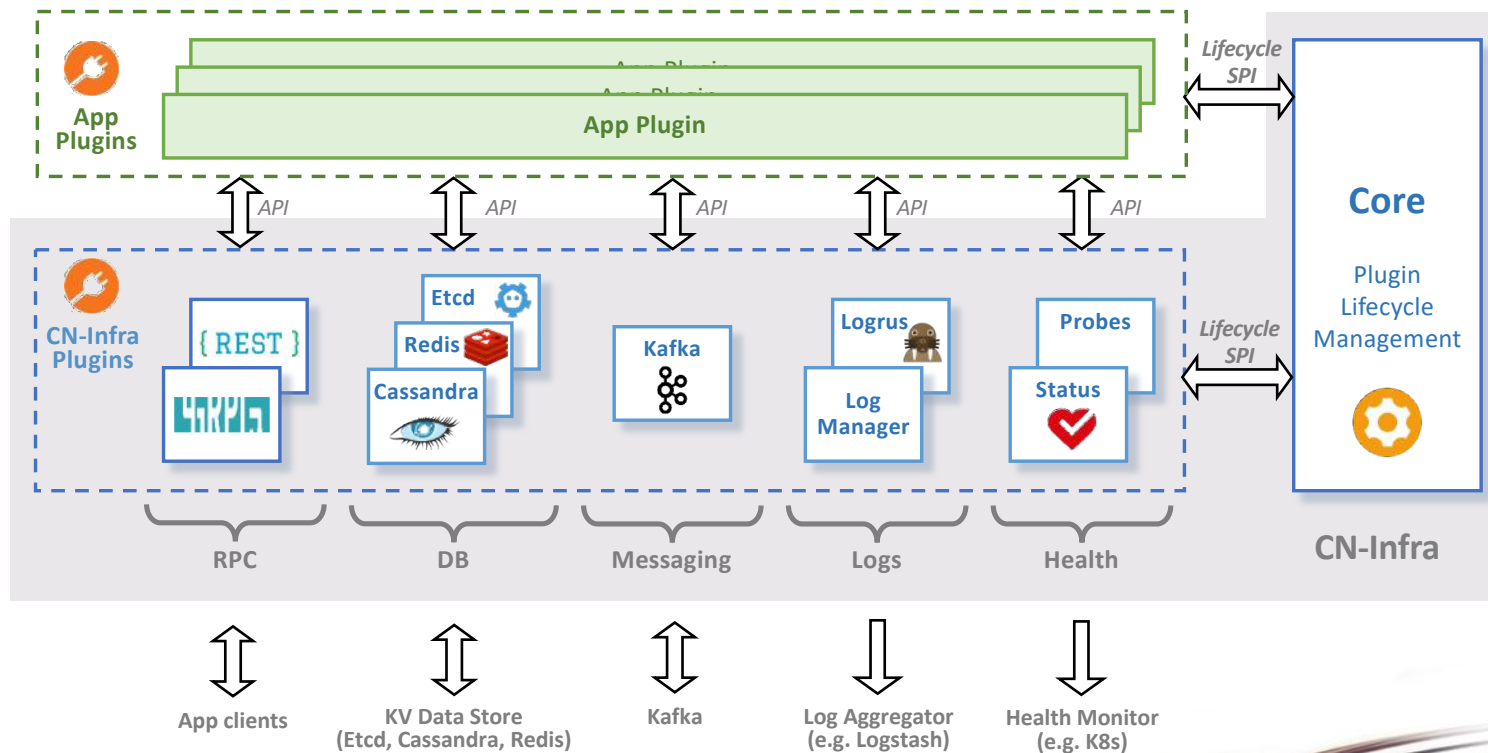 App Plugin
App Plugin
App Plugin
App
Plugins
Lifecycle
SPI
API
API
API
API
API
Core
Plugin
Lifecycle
Management
CN-Infra
Plugins
{ REST }
Etcd
Redis
Cassandra
Kafka
Logrus
Log
Manager
Probes
Status
Lifecycle
SPI
RPC
DB
Messaging
Logs
Health
CN-Infra
App clients
KV Data Store
(Etcd, Cassandra, Redis)
Kafka
Log Aggregator
(e.g. Logstash)
Health Monitor
(e.g. K8s)